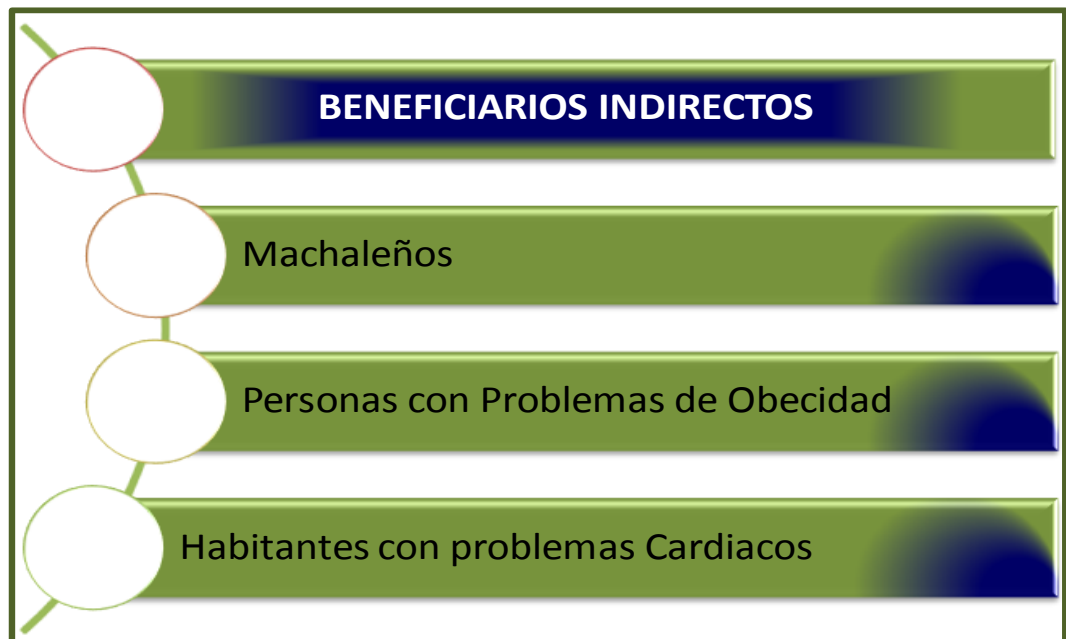 BENEFICIARIOS INDIRECTOS
Machaleños
Personas con Problemas de Obecidad
Habitantes con problemas Cardiacos